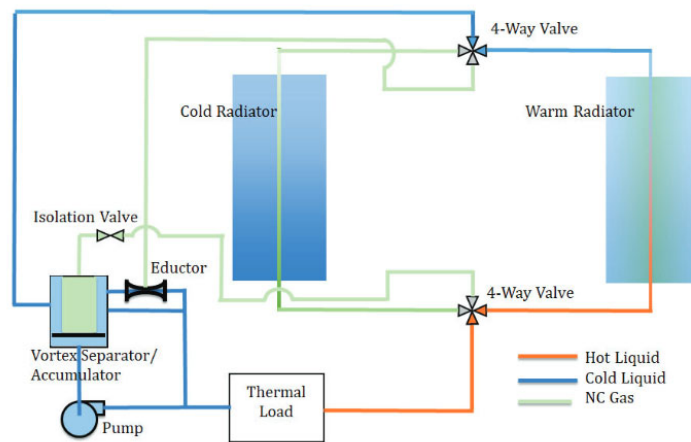 4-Way Valve
Cold Radiator
Warm Radiator
Isolation Valve
Eductor
4-Way Valve
Vortex Separator/
Accumulator
Hot Liquid
Thermal
Load
Cold Liquid
NC Gas
Pump